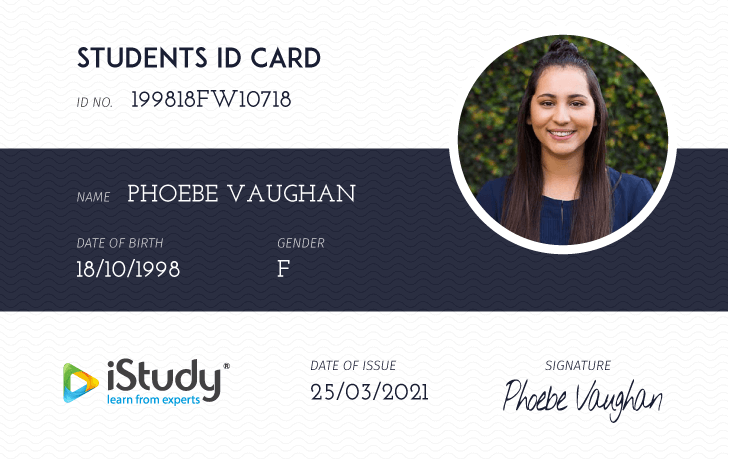 STUDENTS ID CARD
ID NO. 199818FW10718
NAME PHOEBE VAUGHAN
DATE OF BIRTH GENDER
18/10/1998 F
iStudy®
learn from experts
DATE OF ISSUE
25/03/2021
SIGNATURE
Phoebe Vaughan